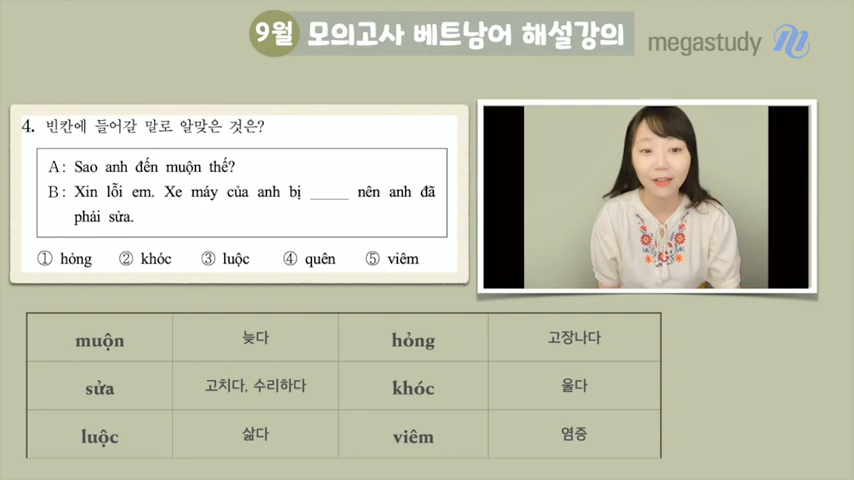 9월 모의고사 베트남어 해설강의
megastudy
4. 빈칸에 들어갈 말로 알맞은 것은?
A: Sao anh đến muộn thế?
B: Xin lỗi em. Xe máy của anh bị _____ nên anh đã
phải sửa.
① hỏng ② khóc ③ luộc ④ quên ⑤ viêm
muộn 늦다 hỏng 고장나다
sửa 고치다, 수리하다 khóc 울다
luộc 삶다 viêm 염증